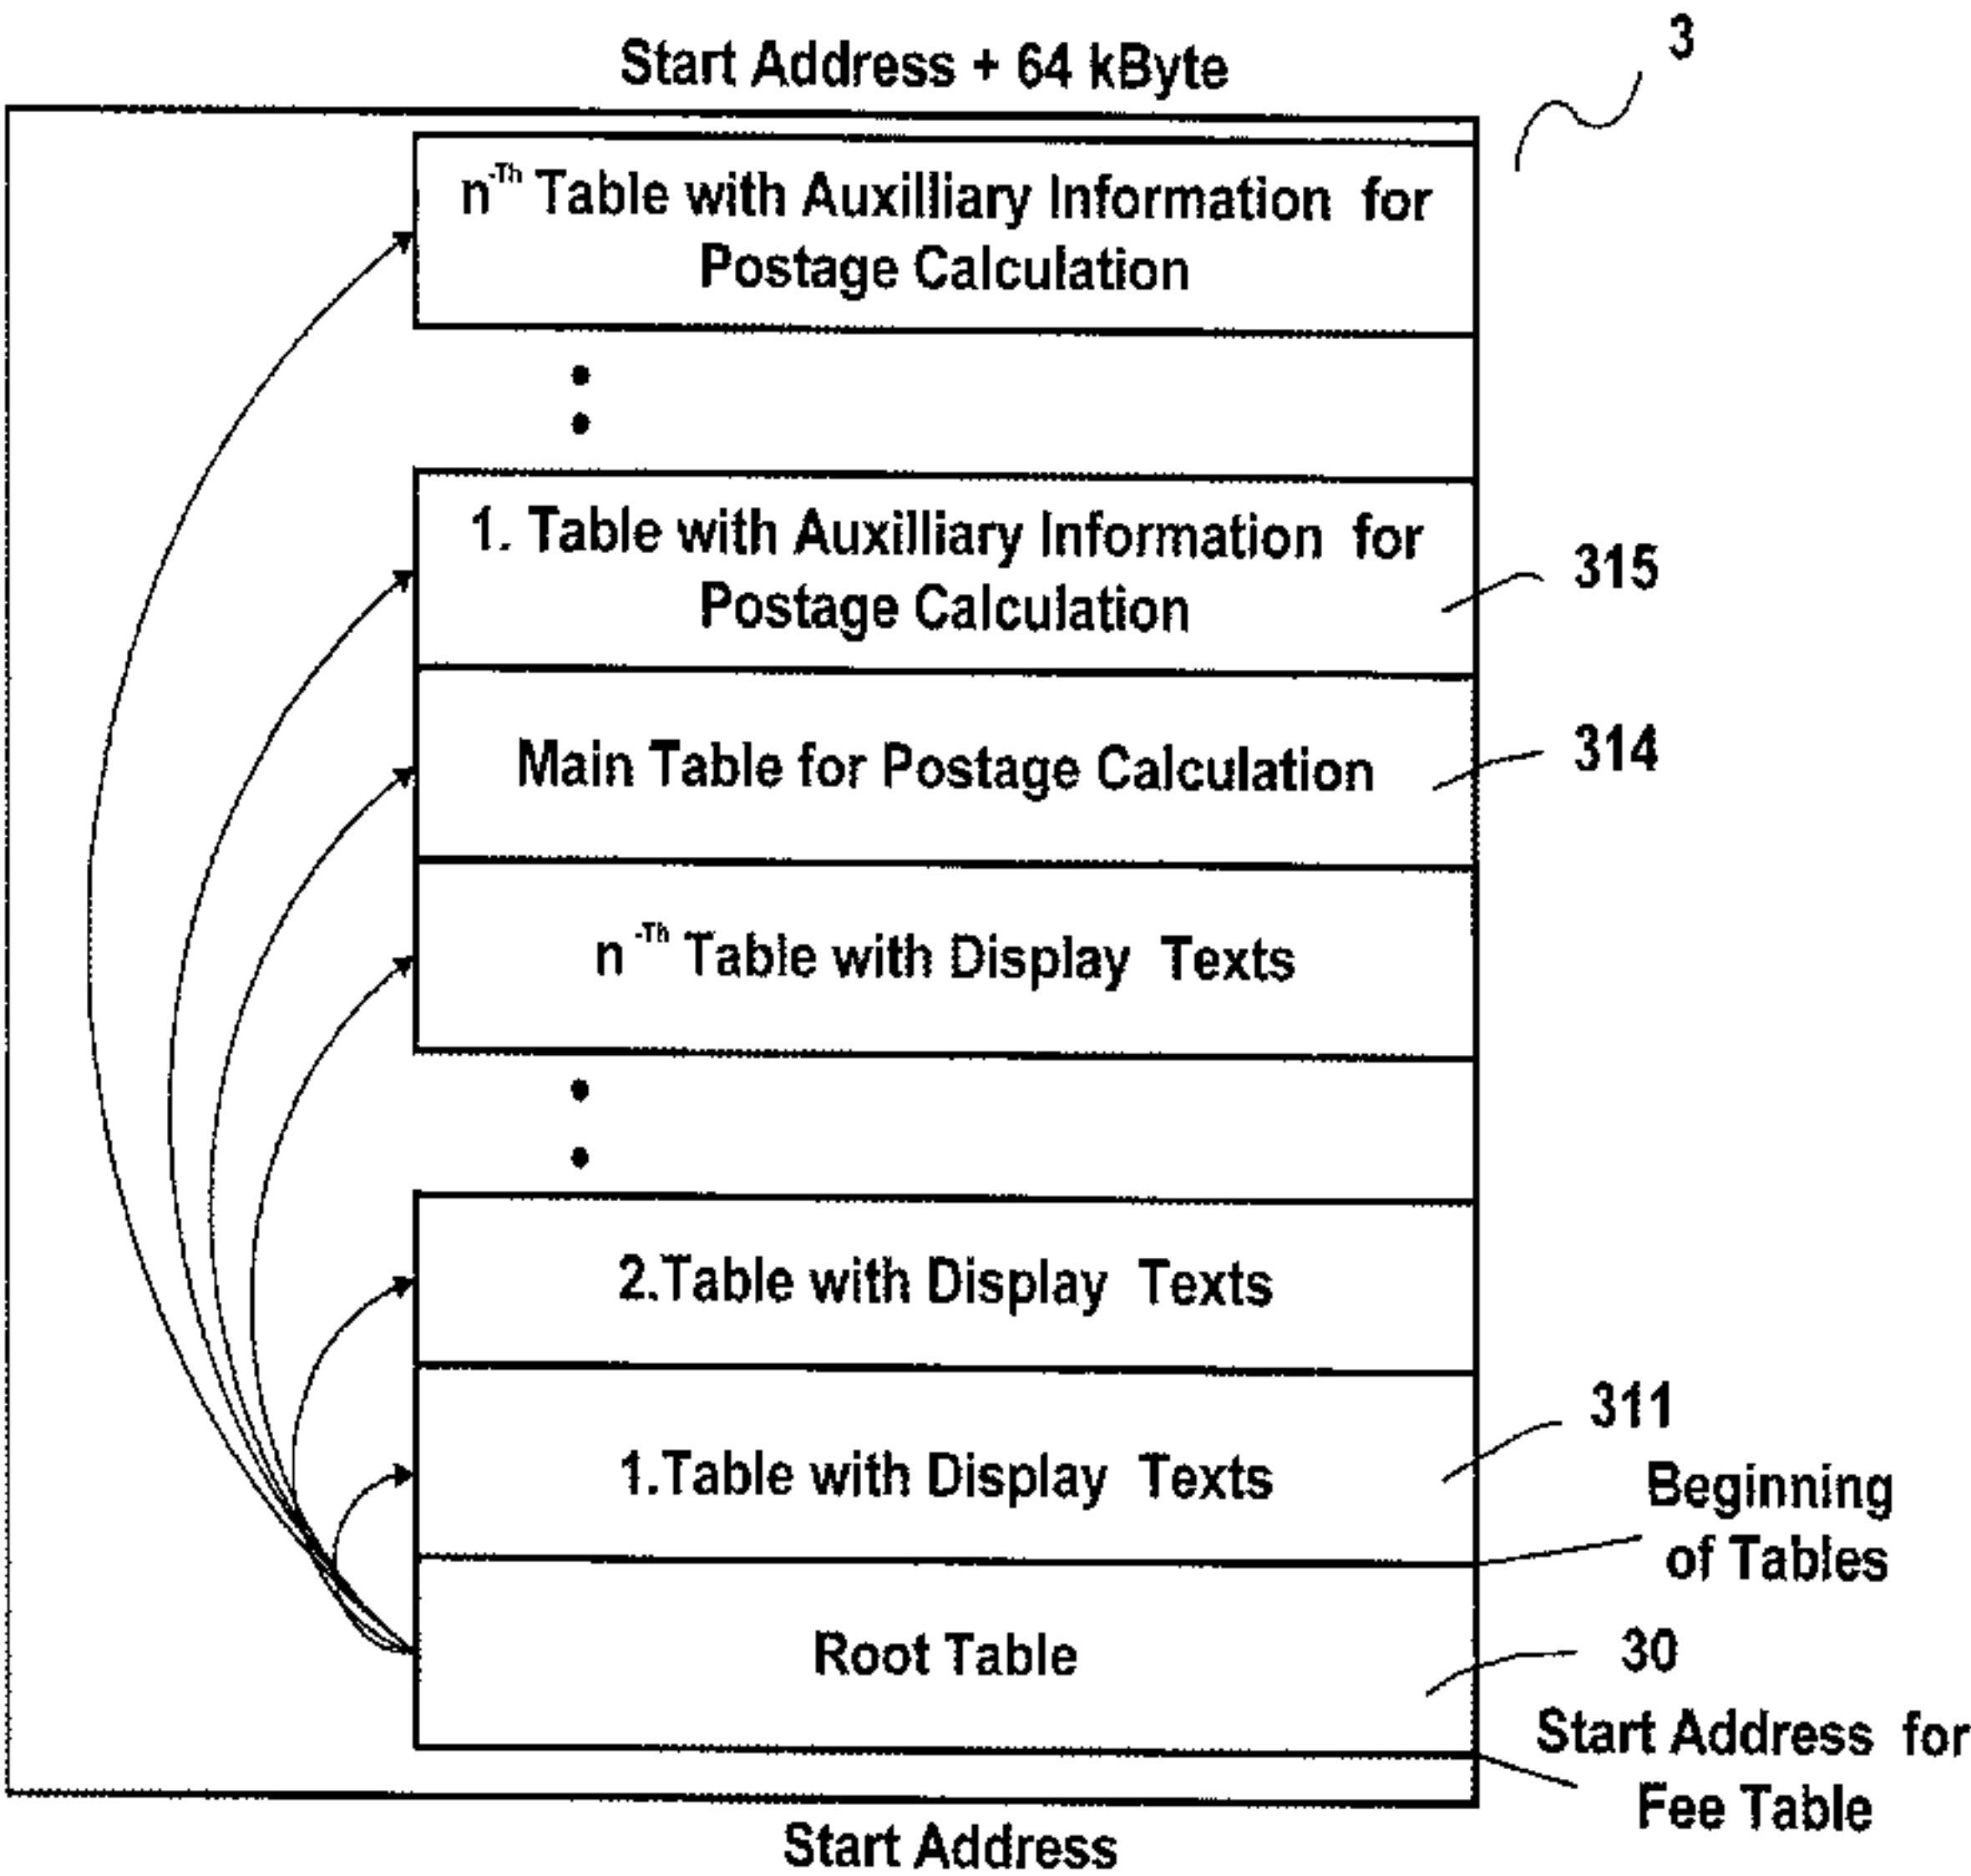 3
Start Address + 64 kByte
n-Th Table with Auxilliary Information for
Postage Calculation
1. Table with Auxilliary Information for
Postage Calculation
315
Main Table for Postage Calculation
314
n-Th Table with Display Texts
2.Table with Display Texts
1.Table with Display Texts
311
Beginning
of Tables
Root Table
30
Start Address for
Fee Table
Start Address